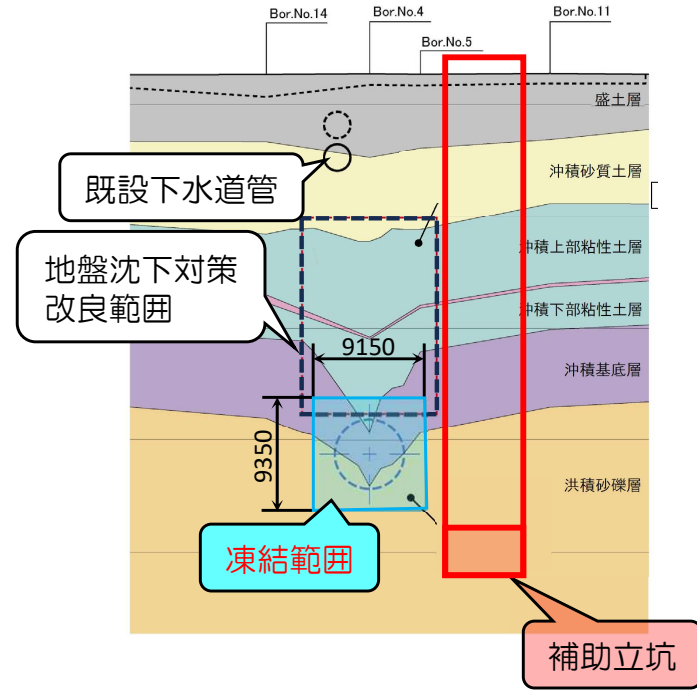 Bor.No.14
Bor.No.4
Bor.No.5
Bor.No.11
盛土層
既設下水道管
沖積砂質土層
地盤沈下対策
改良範囲
沖積上部粘性土層
沖積下部粘性土層
9150
沖積基底層
9350
洪積砂礫層
凍結範囲
補助立坑